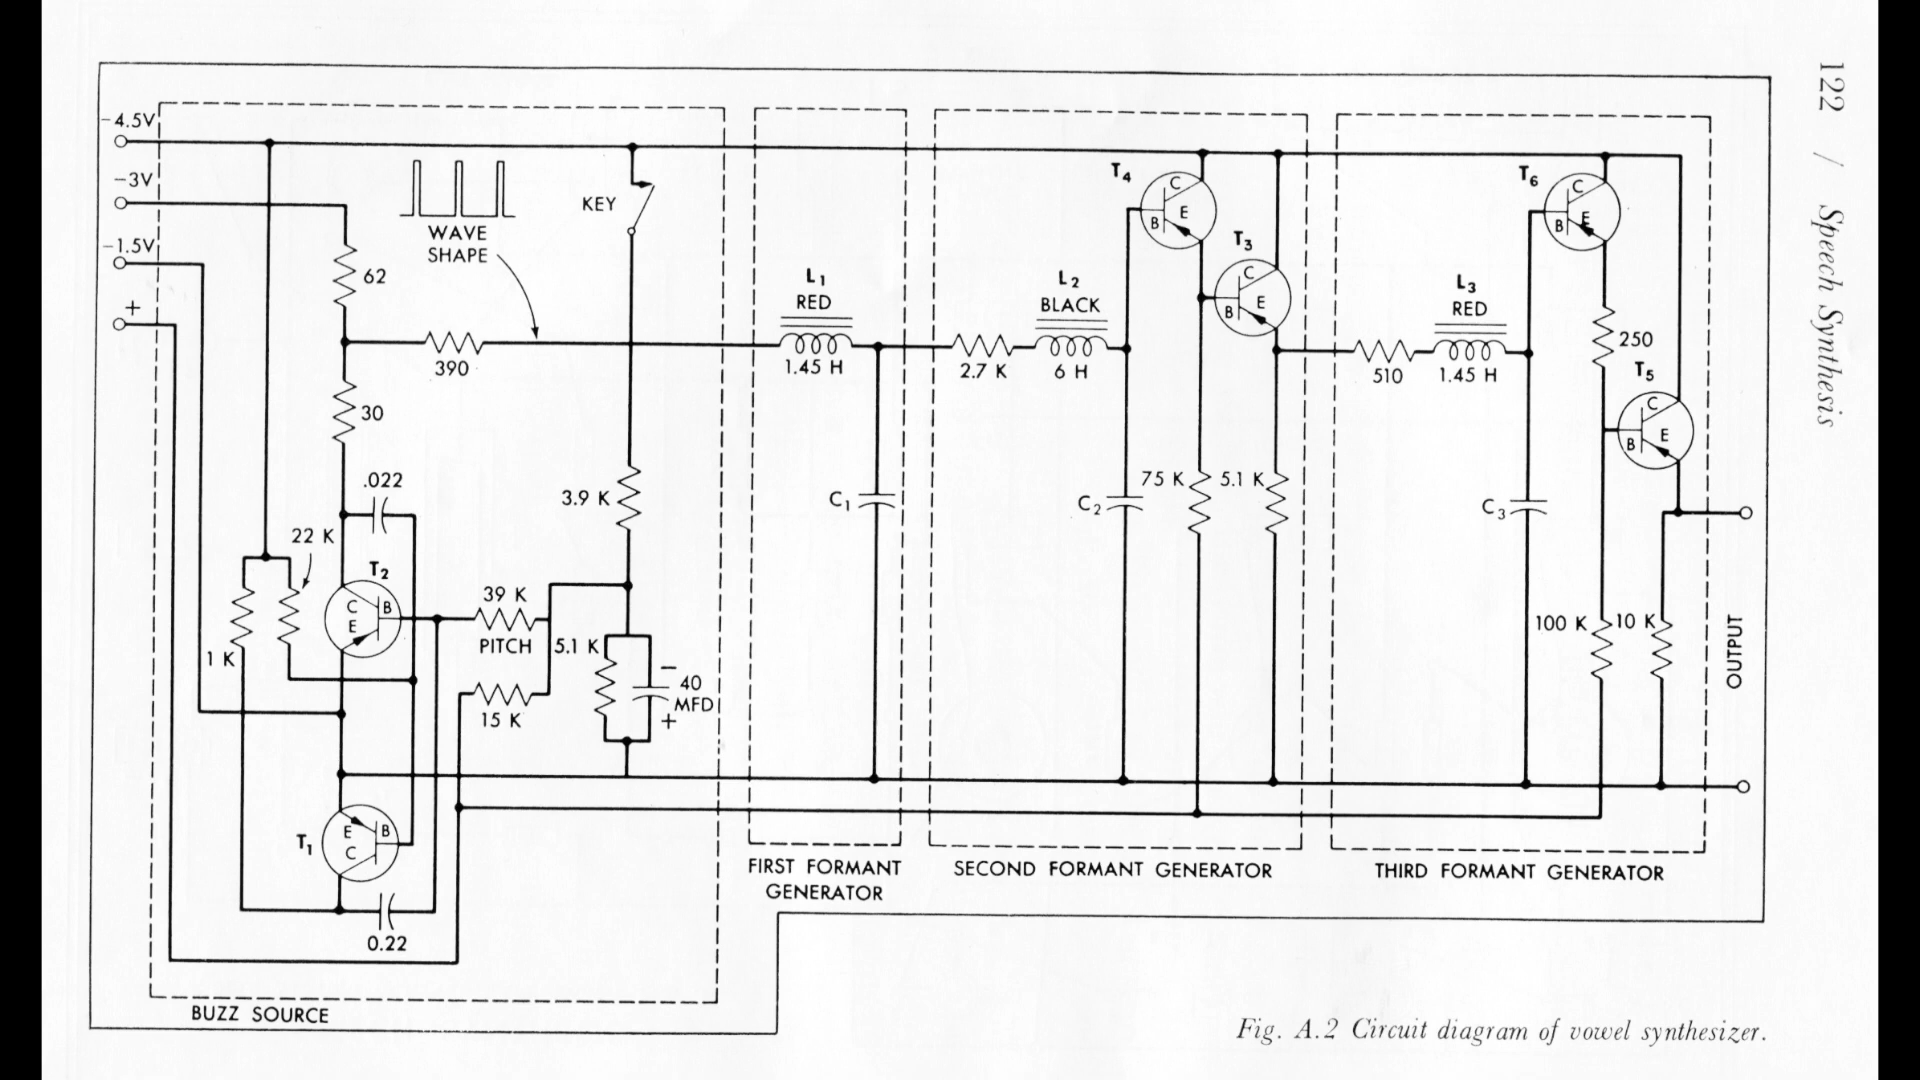 122 / Speech Synthesis
-4.5V
-3V
-1.5V
+
WAVE
SHAPE
KEY
62
390
30
.022
22 K
T2
C
E
B
1 K
39 K
PITCH
15 K
3.9 K
5.1 K
−
40
MFD
+
T1
E
C
B
0.22
BUZZ SOURCE
L1
RED
1.45 H
C1
FIRST FORMANT
GENERATOR
T4
C
B
E
T3
C
B
E
L2
BLACK
2.7 K
6 H
C2
75 K
5.1 K
SECOND FORMANT GENERATOR
T6
C
B
E
L3
RED
510
1.45 H
250
T5
C
B
E
C3
100 K
10 K
OUTPUT
THIRD FORMANT GENERATOR
Fig. A.2 Circuit diagram of vowel synthesizer.